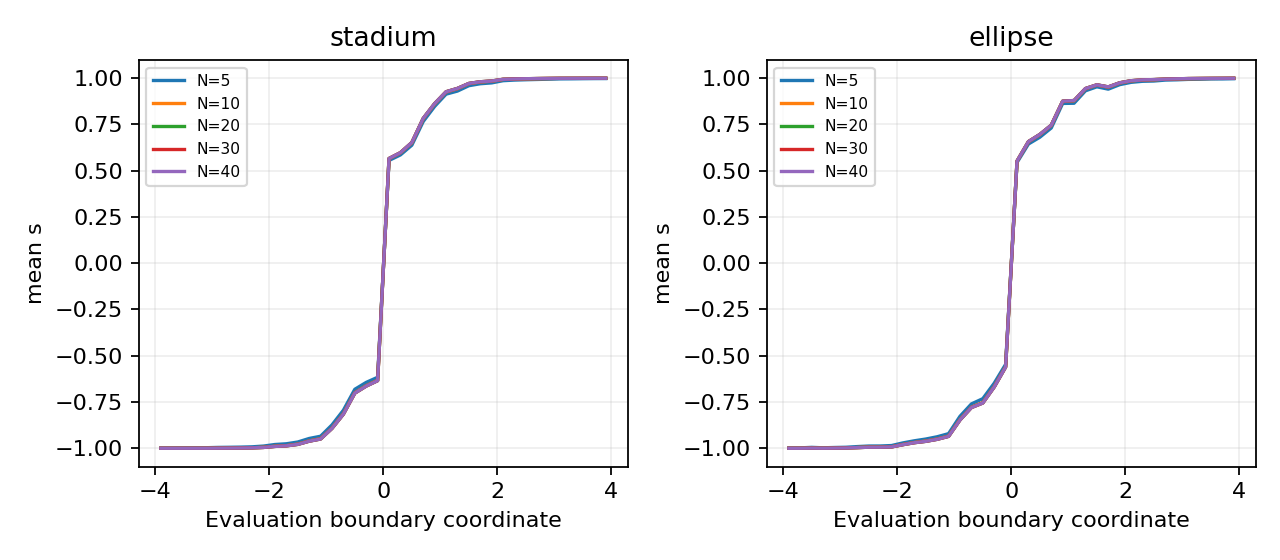 stadium
mean s
1.00
0.75
0.50
0.25
0.00
−0.25
−0.50
−0.75
−1.00
N=5
N=10
N=20
N=30
N=40
−4
−2
0
2
4
Evaluation boundary coordinate
ellipse
mean s
1.00
0.75
0.50
0.25
0.00
−0.25
−0.50
−0.75
−1.00
N=5
N=10
N=20
N=30
N=40
−4
−2
0
2
4
Evaluation boundary coordinate